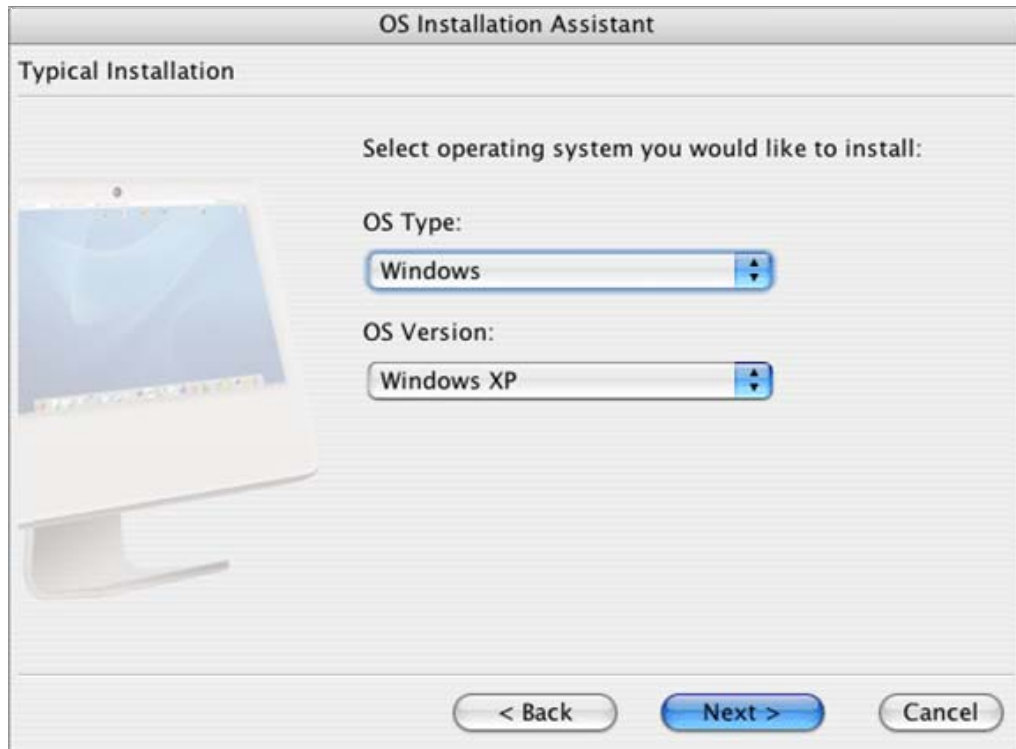 OS Installation Assistant
Typical Installation
Select operating system you would like to install:
OS Type:
Windows
OS Version:
Windows XP
< Back
Next >
Cancel